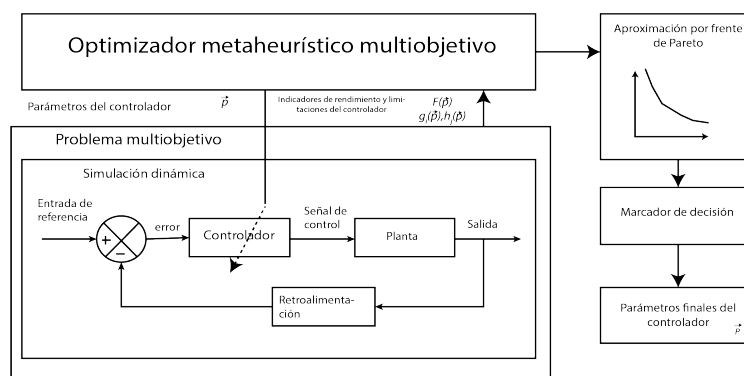 Optimizador metaheurístico multiobjetivo
Aproximación por frente
de Pareto
Parámetros del controlador
p⃗
Indicadores de rendimiento y limi-
taciones del controlador
F(p⃗)
gᵢ(p⃗),hⱼ(p⃗)
Problema multiobjetivo
Simulación dinámica
Entrada de
referencia
+
−
error
Controlador
Señal de
control
Planta
Salida
Retroalimenta-
ción
Marcador de decisión
Parámetros finales del
controlador
p⃗